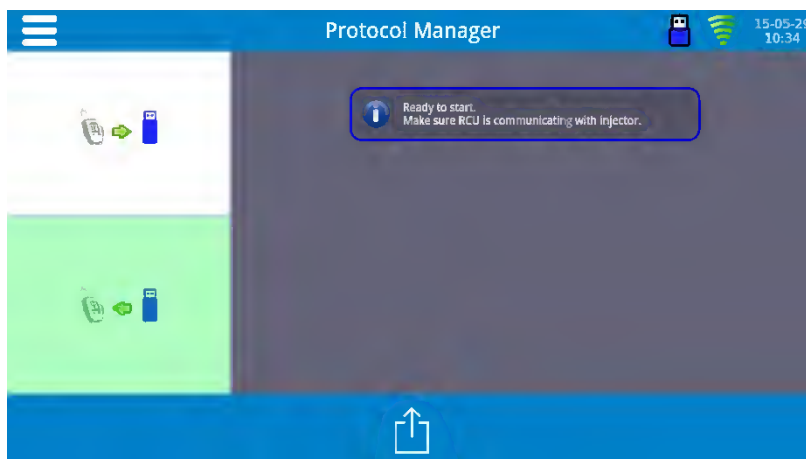 Protocol Manager
15-05-29
10:34
Ready to start.
Make sure RCU is communicating with injector.